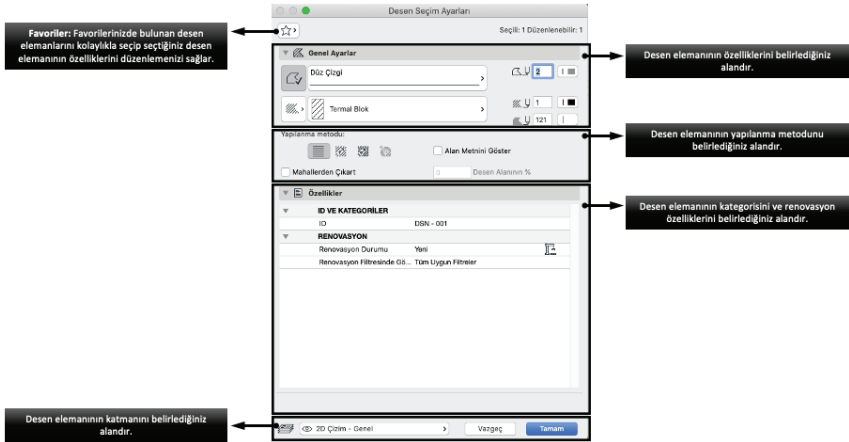 Desen Seçim Ayarları
Favoriler: Favorilerinizde bulunan desen
elemanlarını kolaylıkla seçip seçtiğiniz desen
elemanının özelliklerini düzenlemenizi sağlar.
Seçili: 1 Düzenlenebilir: 1
Genel Ayarlar
Düz Çizgi
2
Termal Blok
1
121
Desen elemanının özelliklerini belirlediğiniz
alandır.
Yapılanma metodu:
Alan Metnini Göster
Mahallerden Çıkart
0
Desen Alanının %
Desen elemanının yapılanma metodunu
belirlediğiniz alandır.
Özellikler
ID VE KATEGORİLER
ID DSN - 001
RENOVASYON
Renovasyon Durumu Yeni
Renovasyon Filtresinde Gö... Tüm Uygun Filtreler
Desen elemanının kategorisini ve renovasyon
özelliklerini belirlediğiniz alandır.
Desen elemanının katmanını belirlediğiniz
alandır.
2D Çizim - Genel
Vazgeç
Tamam